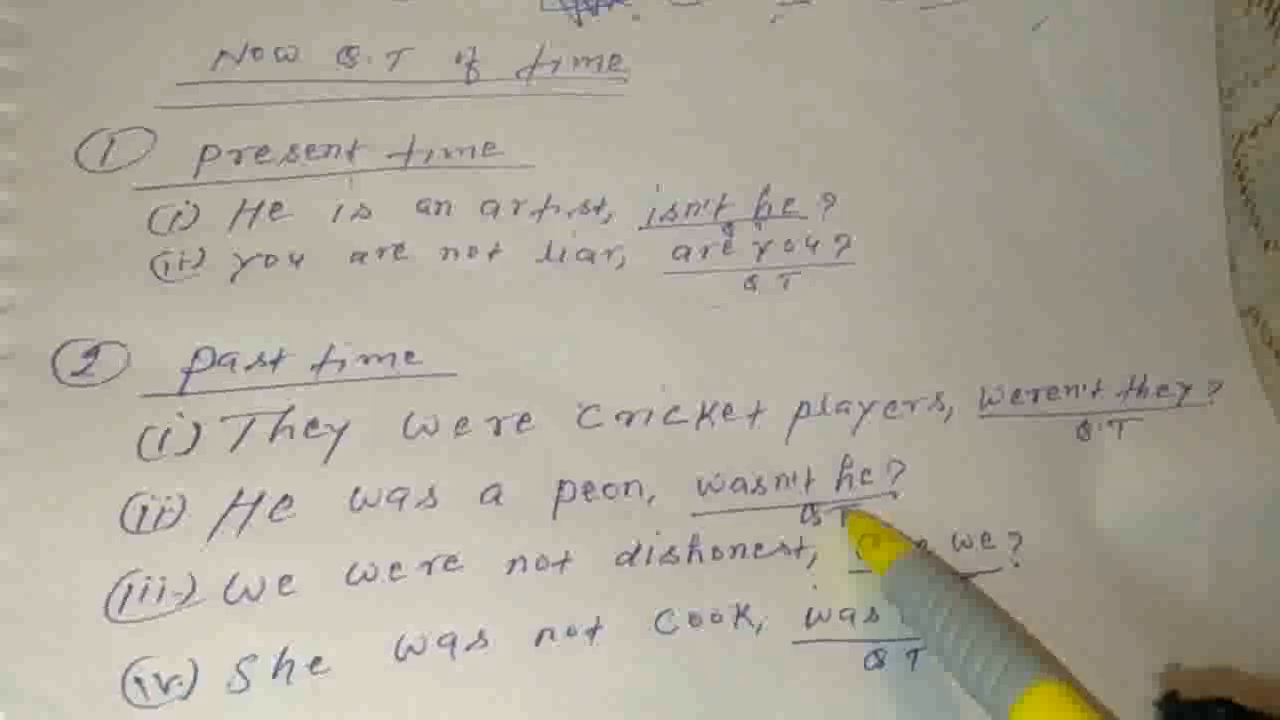 Now Q.T of time
① present time
(i) He is an artist, isn't he?
Q T
(ii) you are not liar, are you?
Q T
② past time
(i) They were cricket players, weren't they?
Q.T
(ii) He was a peon, wasn't he?
Q T
(iii) we were not dishonest, we?
(iv) She was not cook, was
Q T